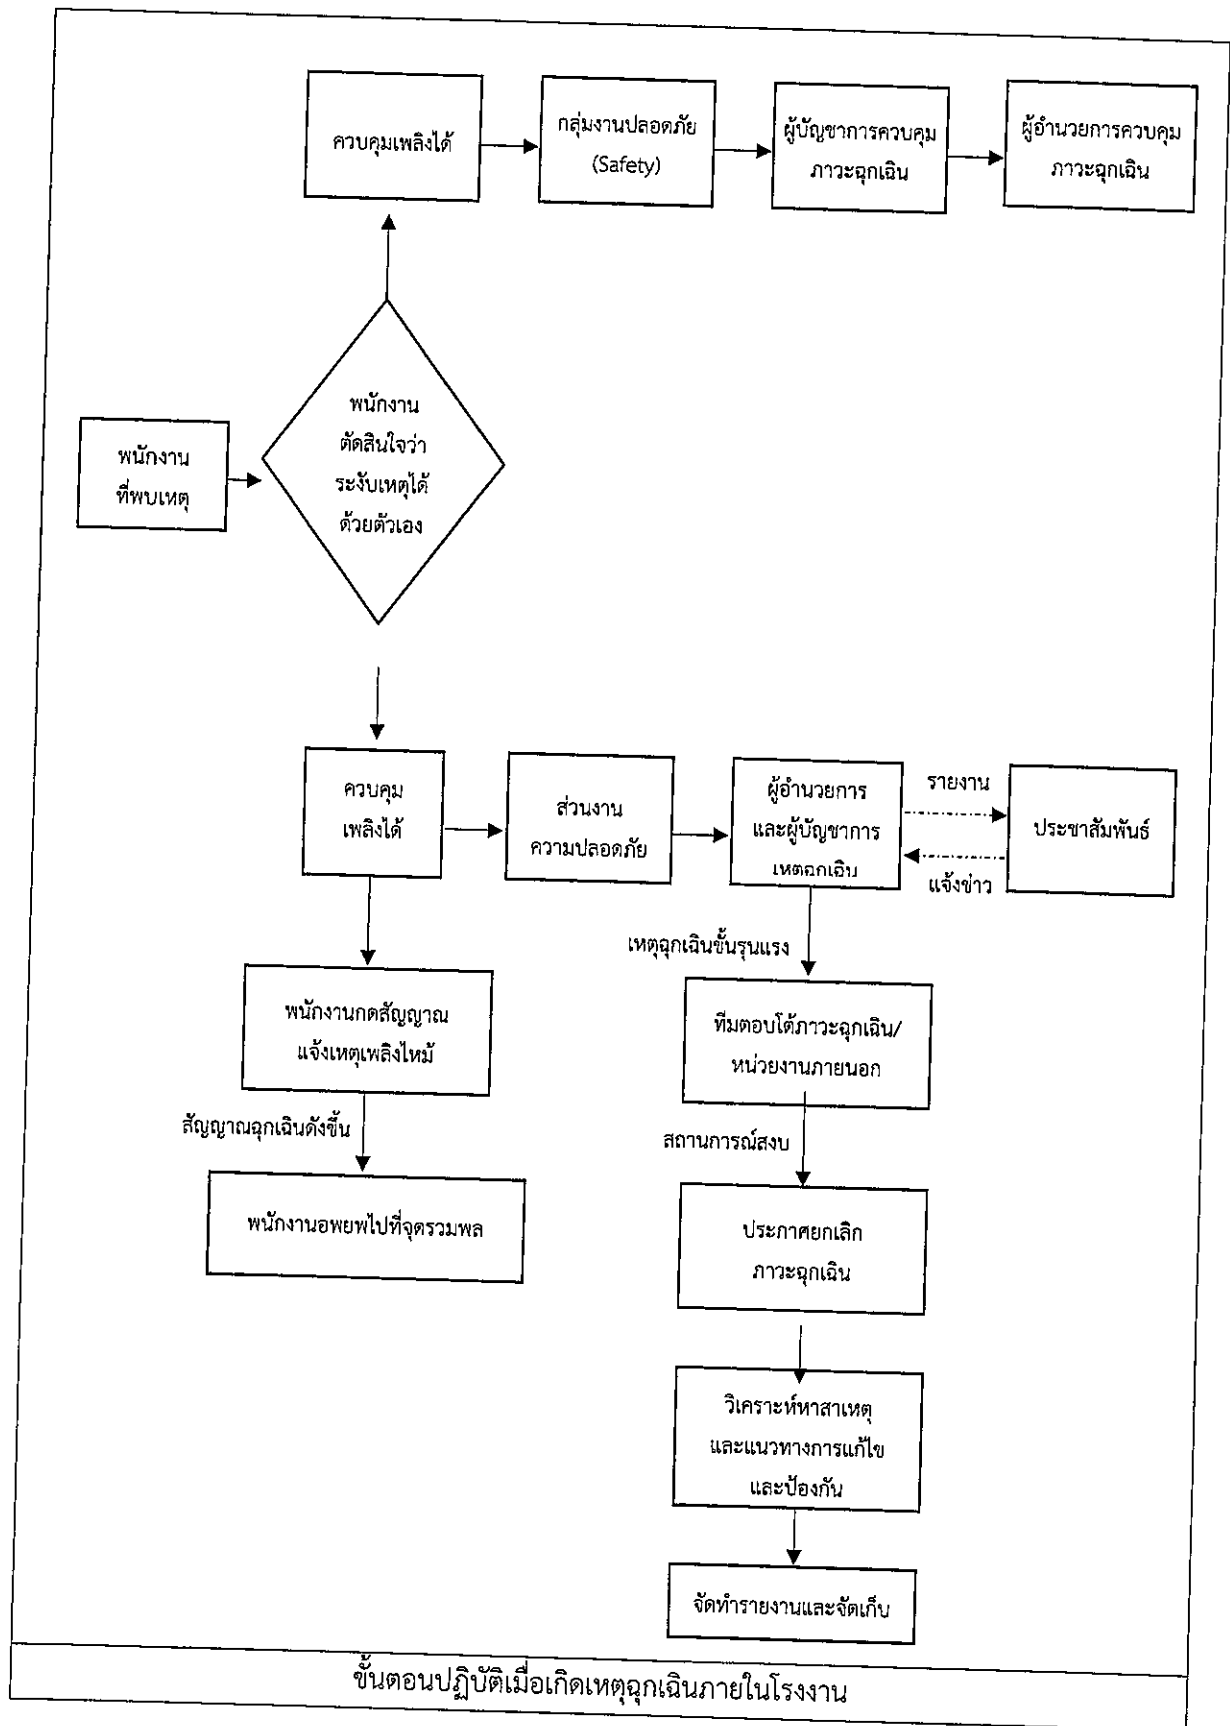 ควบคุมเพลิงได้
กลุ่มงานปลอดภัย
(Safety)
ผู้บัญชาการควบคุม
ภาวะฉุกเฉิน
ผู้อำนวยการควบคุม
ภาวะฉุกเฉิน
พนักงาน
ที่พบเหตุ
พนักงาน
ตัดสินใจว่า
ระงับเหตุได้
ด้วยตัวเอง
ควบคุม
เพลิงได้
ส่วนงาน
ความปลอดภัย
ผู้อำนวยการ
และผู้บัญชาการ
เหตุฉุกเฉิน
รายงาน
แจ้งข่าว
ประชาสัมพันธ์
เหตุฉุกเฉินขั้นรุนแรง
พนักงานกดสัญญาณ
แจ้งเหตุเพลิงไหม้
ทีมตอบโต้ภาวะฉุกเฉิน/
หน่วยงานภายนอก
สัญญาณฉุกเฉินดังขึ้น
สถานการณ์สงบ
พนักงานอพยพไปที่จุดรวมพล
ประกาศยกเลิก
ภาวะฉุกเฉิน
วิเคราะห์หาสาเหตุ
และแนวทางการแก้ไข
และป้องกัน
จัดทำรายงานและจัดเก็บ
ขั้นตอนปฏิบัติเมื่อเกิดเหตุฉุกเฉินภายในโรงงาน